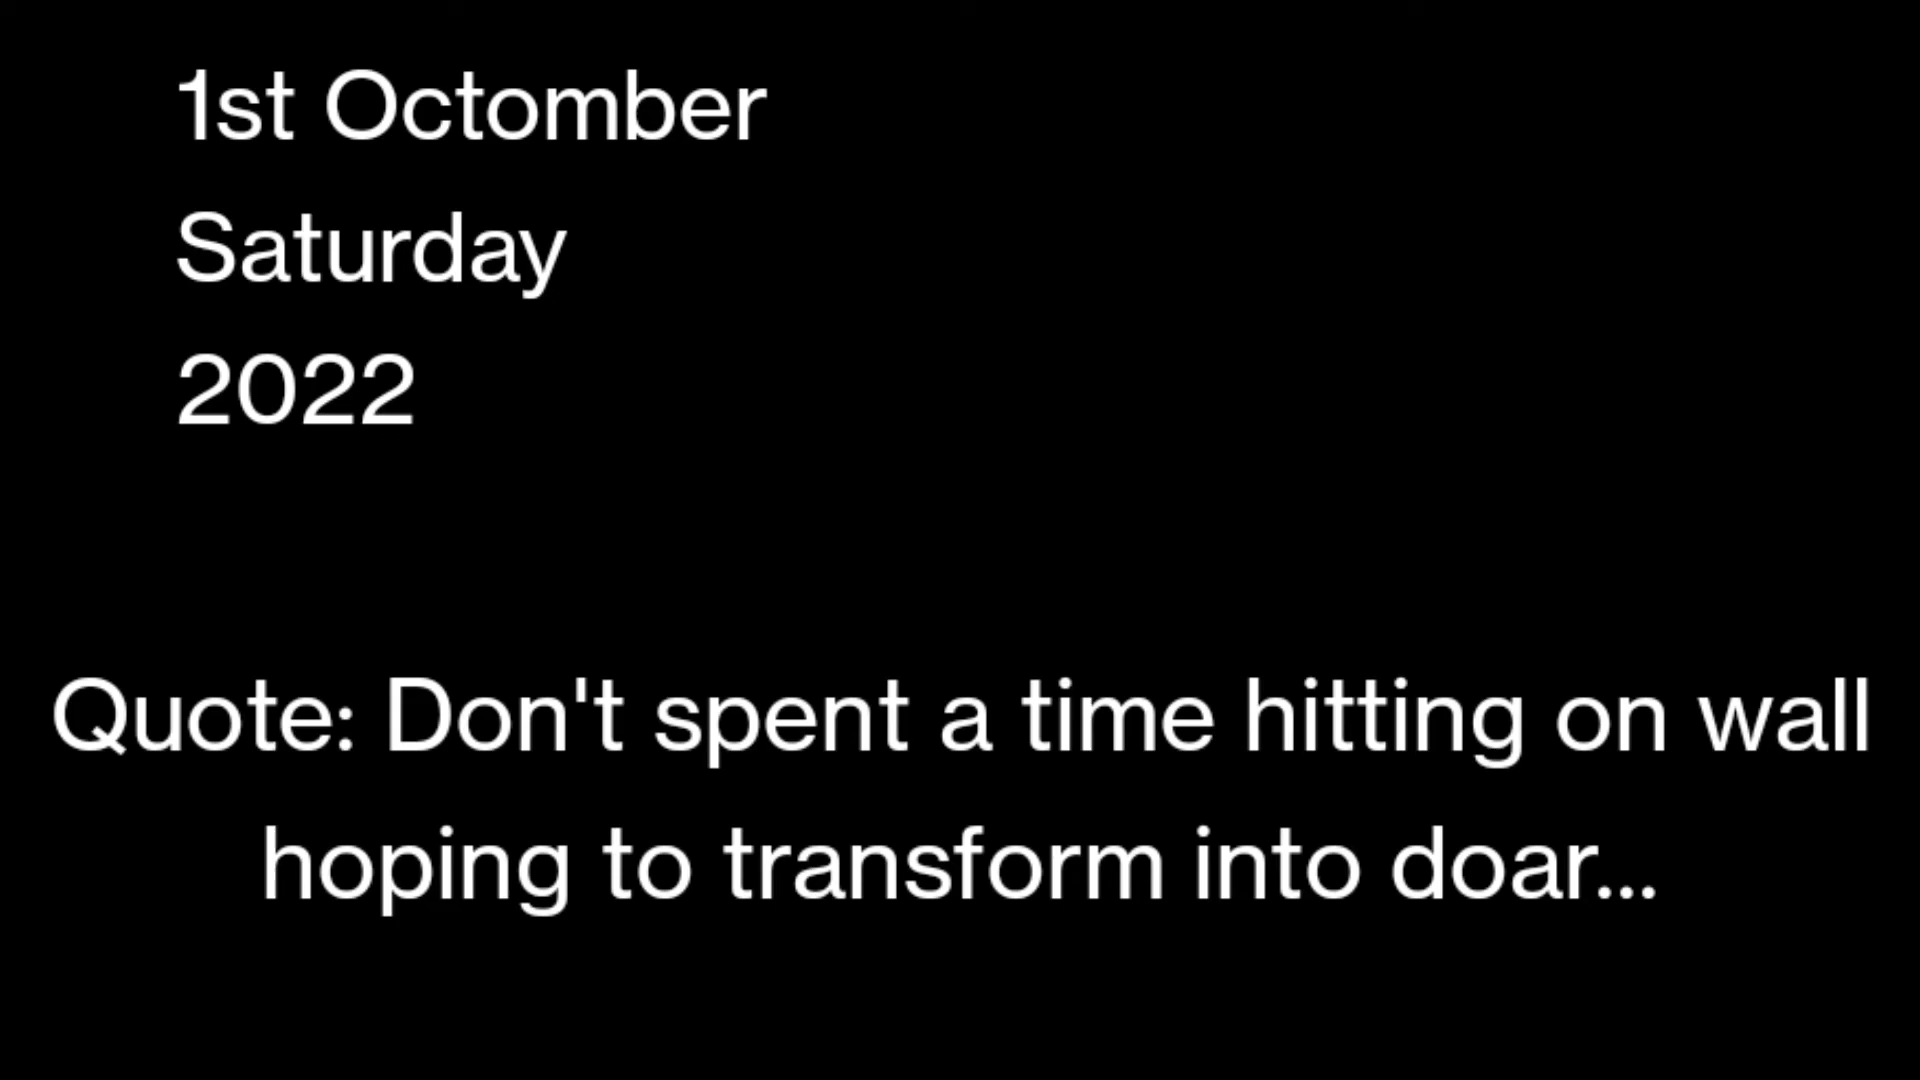 1st Octomber
Saturday
2022
Quote: Don't spent a time hitting on wall
hoping to transform into doar...